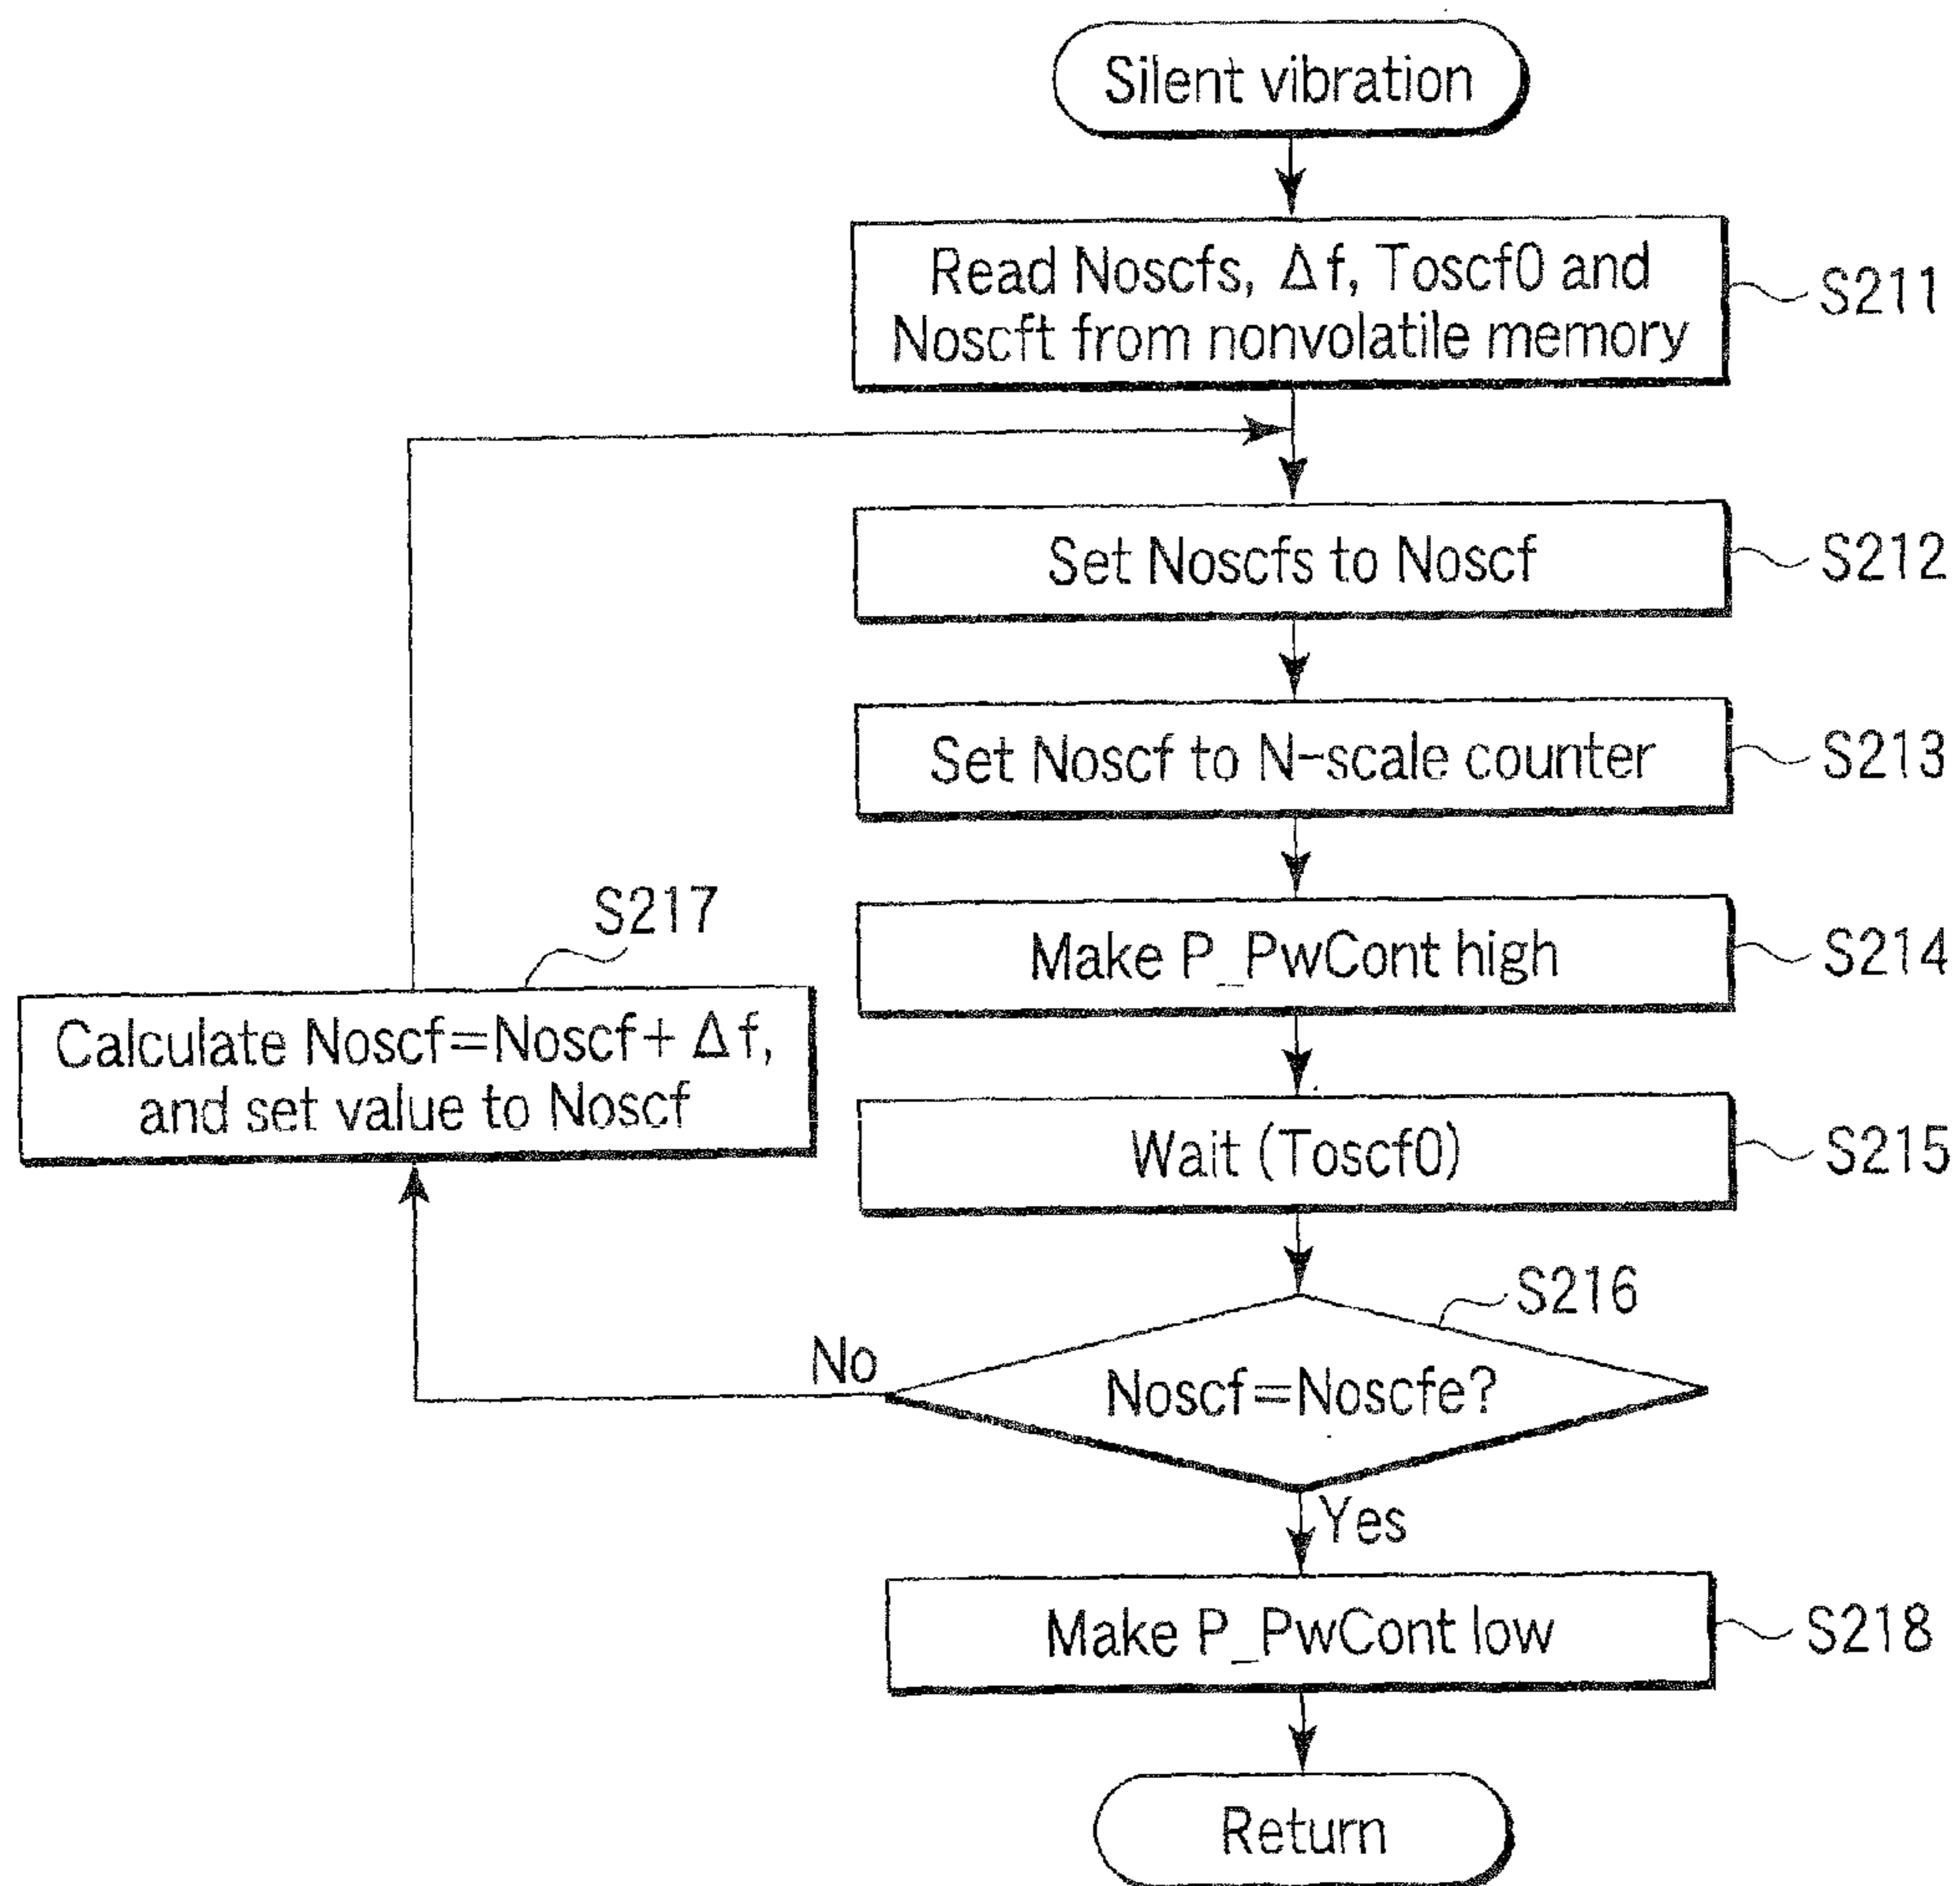 Silent vibration
Read Noscfs, Δf, Toscf0 and
Noscft from nonvolatile memory
S211
Set Noscfs to Noscf
S212
Set Noscf to N-scale counter
S213
Make P_PwCont high
S214
S217
Calculate Noscf=Noscf+Δf,
and set value to Noscf
Wait (Toscf0)
S215
S216
No
Noscf=Noscfe?
Yes
Make P_PwCont low
S218
Return